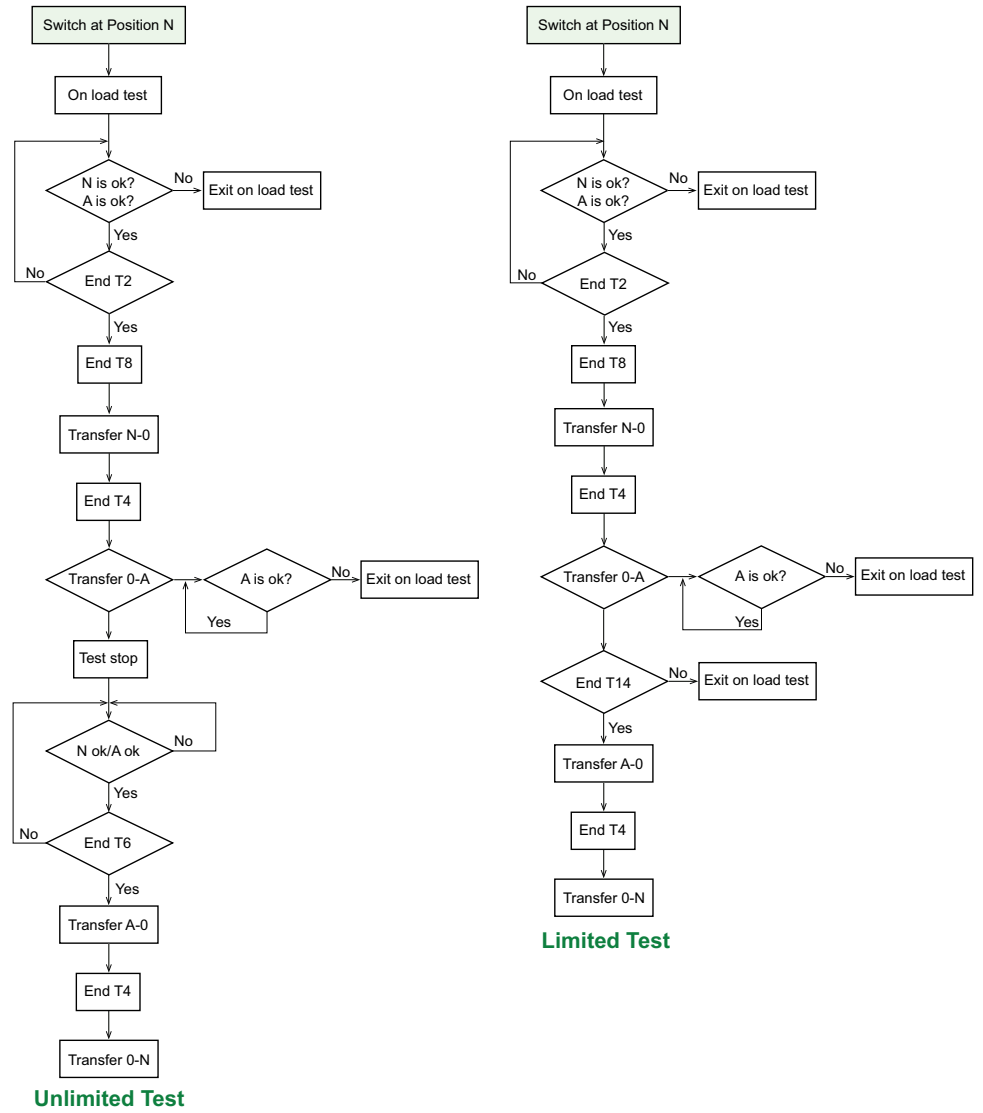 Switch at Position N
On load test
N is ok?
A is ok?
No
Exit on load test
Yes
End T2
No
Yes
End T8
Transfer N-0
End T4
Transfer 0-A
A is ok?
No
Exit on load test
Yes
Test stop
N ok/A ok
No
Yes
End T6
No
Yes
Transfer A-0
End T4
Transfer 0-N
Unlimited Test
Switch at Position N
On load test
N is ok?
A is ok?
No
Exit on load test
Yes
End T2
No
Yes
End T8
Transfer N-0
End T4
Transfer 0-A
A is ok?
No
Exit on load test
Yes
End T14
No
Exit on load test
Yes
Transfer A-0
End T4
Transfer 0-N
Limited Test